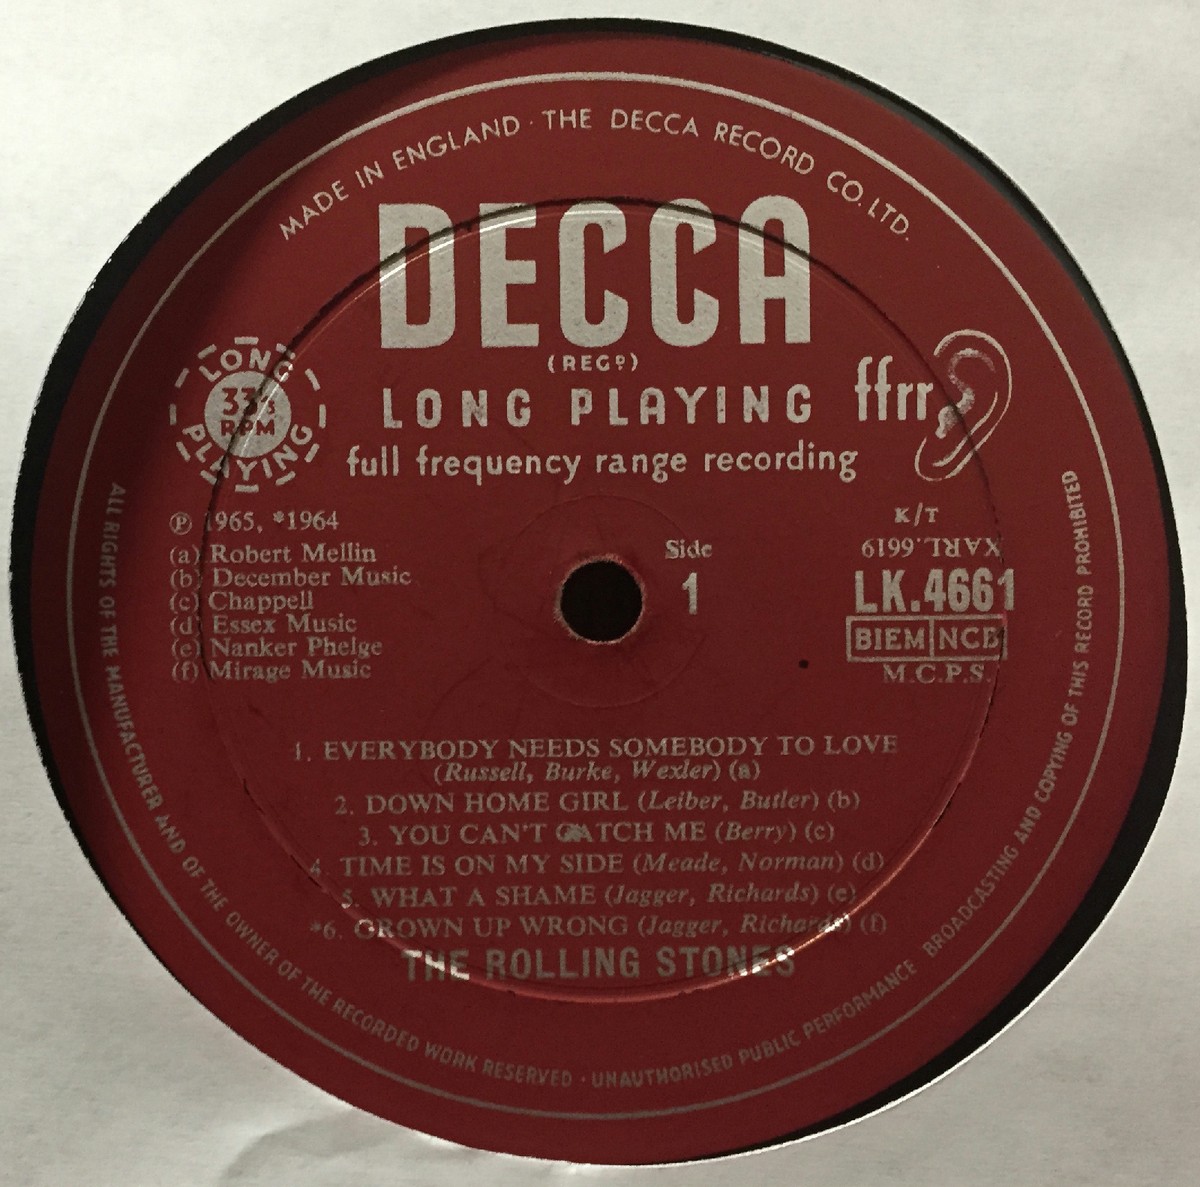 MADE IN ENGLAND · THE DECCA RECORD CO. LTD.
DECCA
(REGD)
LONG PLAYING
33⅓ RPM
LONG PLAYING
ffrr
full frequency range recording
℗ 1965, *1964
(a) Robert Mellin
(b) December Music
(c) Chappell
(d) Essex Music
(e) Nanker Phelge
(f) Mirage Music
Side
1
K/T
XARL.6619
LK.4661
BIEM NCB
M.C.P.S.
1. EVERYBODY NEEDS SOMEBODY TO LOVE
(Russell, Burke, Wexler) (a)
2. DOWN HOME GIRL (Leiber, Butler) (b)
3. YOU CAN'T CATCH ME (Berry) (c)
4. TIME IS ON MY SIDE (Meade, Norman) (d)
5. WHAT A SHAME (Jagger, Richards) (e)
*6. GROWN UP WRONG (Jagger, Richards) (f)
THE ROLLING STONES
ALL RIGHTS OF THE MANUFACTURER AND OF THE OWNER OF THE RECORDED WORK RESERVED · UNAUTHORISED PUBLIC PERFORMANCE BROADCASTING AND COPYING OF THIS RECORD PROHIBITED